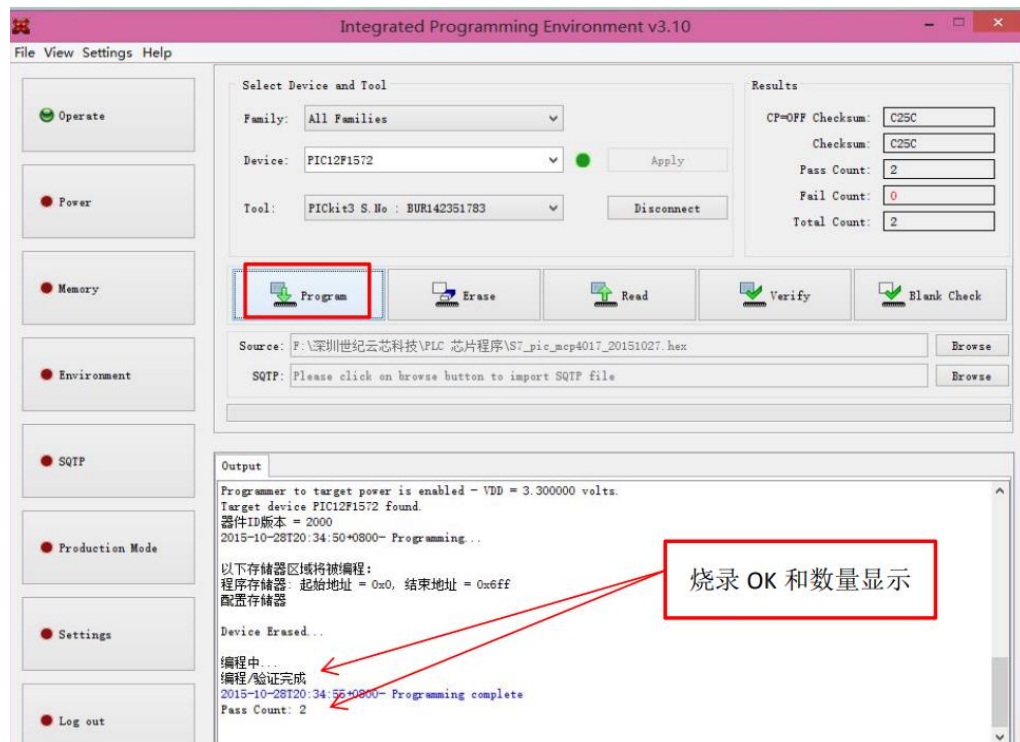 Integrated Programming Environment v3.10
File View Settings Help
Operate
Power
Memory
Environment
SQTP
Production Mode
Settings
Log out
Select Device and Tool
Family: All Families
Device: PIC12F1572 Apply
Tool: PICkit3 S.No : BUR142351783 Disconnect
Results
CP=OFF Checksum: C25C
Checksum: C25C
Pass Count: 2
Fail Count: 0
Total Count: 2
Program Erase Read Verify Blank Check
Source: F:\深圳世纪云芯科技\PLC 芯片程序\S7_pic_mcp4017_20151027.hex Browse
SQTP: Please click on browse button to import SQTP file Browse
Output
Programmer to target power is enabled - VDD = 3.300000 volts.
Target device PIC12F1572 found.
器件ID版本 = 2000
2015-10-28T20:34:50+0800- Programming...
以下存储器区域将被编程:
程序存储器: 起始地址 = 0x0, 结束地址 = 0x6ff
配置存储器
Device Erased...
编程中...
编程/验证完成
2015-10-28T20:34:55+0800- Programming complete
Pass Count: 2
烧录 OK 和数量显示